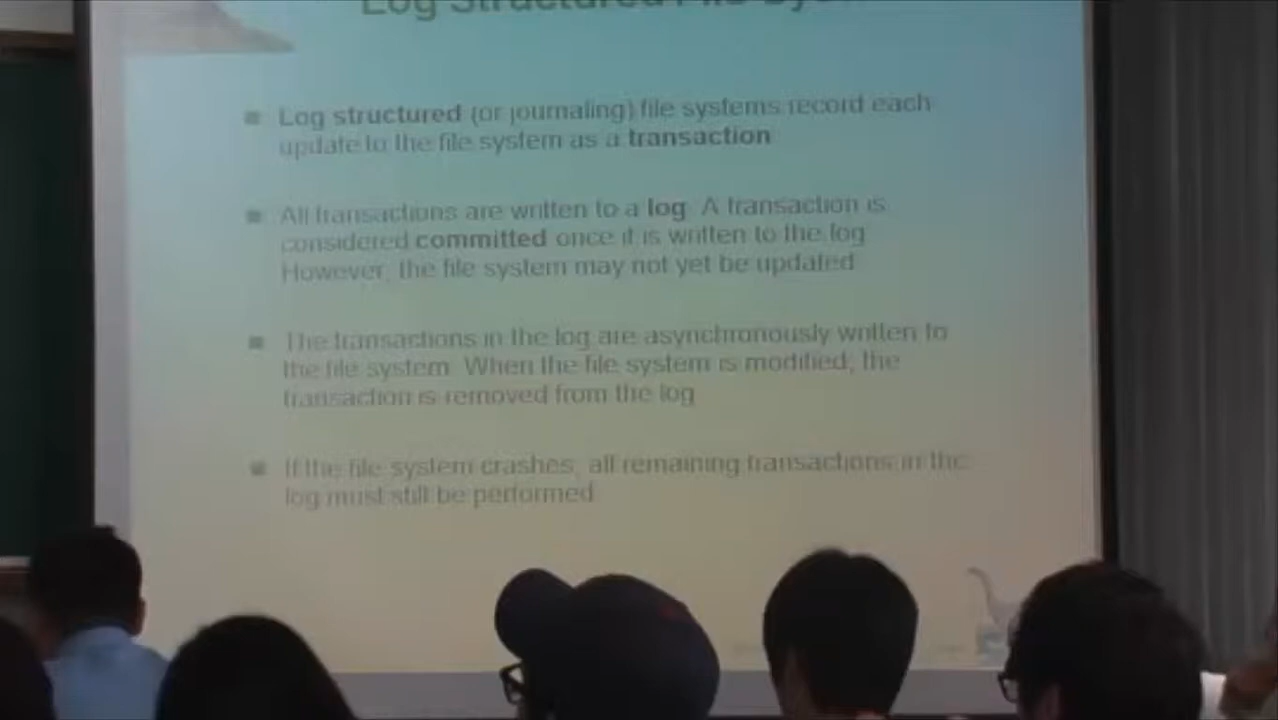 Log Structured File Sys
Log structured (or journaling) file systems record each
update to the file system as a transaction
All transactions are written to a log. A transaction is
considered committed once it is written to the log
However, the file system may not yet be updated
The transactions in the log are asynchronously written to
the file system. When the file system is modified, the
transaction is removed from the log
If the file system crashes, all remaining transactions in the
log must still be performed